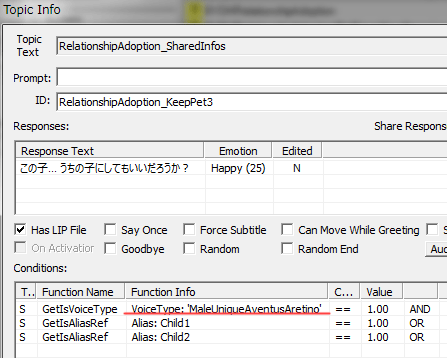 Topic Info
Topic Text RelationshipAdoption_SharedInfos
Prompt:
ID: RelationshipAdoption_KeepPet3
Responses: Share Respons
Response Text Emotion Edited
この子… うちの子にしてもいいだろうか？ Happy (25) N
Has LIP File Say Once Force Subtitle Can Move While Greeting S
On Activation Goodbye Random Random End Aud
Conditions:
T.. Function Name Function Info C... Value
S GetIsVoiceType VoiceType: 'MaleUniqueAventusAretino' == 1.00 AND
S GetIsAliasRef Alias: Child1 == 1.00 OR
S GetIsAliasRef Alias: Child2 == 1.00 OR